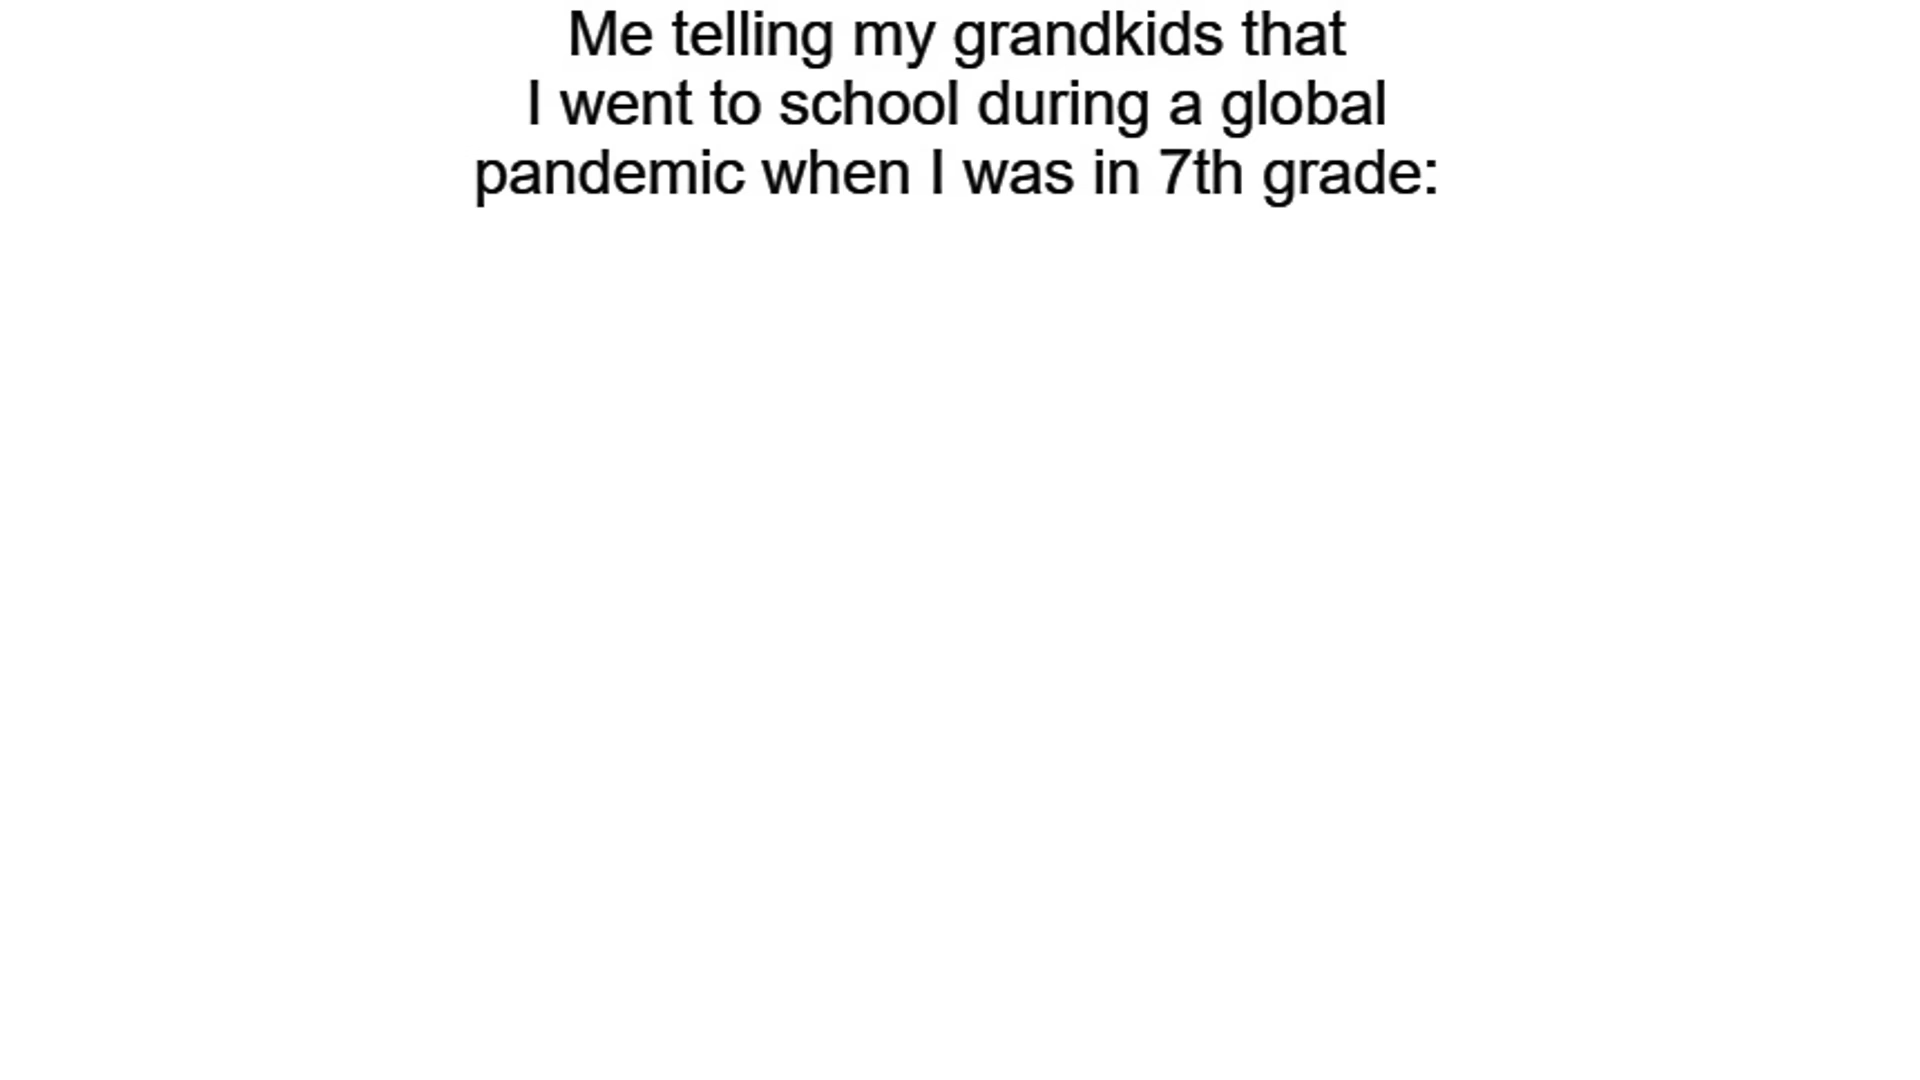 Me telling my grandkids that
I went to school during a global
pandemic when I was in 7th grade: